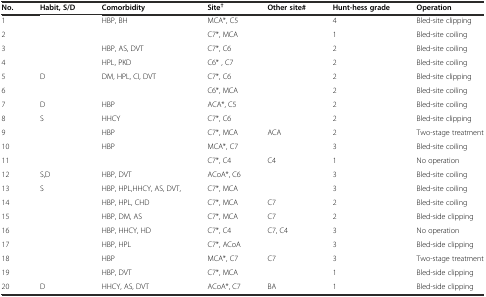 No. Habit, S/D Comorbidity Site† Other site# Hunt-hess grade Operation
1 HBP, BH MCA*, C5 4 Bled-site clipping
2 C7*, MCA 1 Bled-site coiling
3 HBP, AS, DVT C7*, C6 2 Bled-site coiling
4 HPL, PKD C6* , C7 2 Bled-site coiling
5 D DM, HPL, CI, DVT C7*, C6 2 Bled-site clipping
6 C6*, MCA 2 Bled-site coiling
7 D HBP ACA*, C5 2 Bled-site coiling
8 S HHCY C7*, C6 2 Bled-site clipping
9 HBP C7*, MCA ACA 2 Two-stage treatment
10 HBP MCA*, C7 3 Bled-site coiling
11 C7*, C4 C4 1 No operation
12 S,D HBP, DVT ACoA*, C6 3 Bled-site coiling
13 S HBP, HPL,HHCY, AS, DVT, C7*, MCA 3 Bled-site coiling
14 HBP, HPL, CHD C7*, MCA C7 2 Bled-site coiling
15 HBP, DM, AS C7*, MCA C7 2 Bled-side clipping
16 HBP, HHCY, HD C7*, C4 C7, C4 3 No operation
17 HBP, HPL C7*, ACoA 3 Bled-side clipping
18 HBP MCA*, C7 C7 3 Two-stage treatment
19 HBP, DVT C7*, MCA 1 Bled-side clipping
20 D HHCY, AS, DVT ACoA*, C7 BA 1 Bled-side clipping